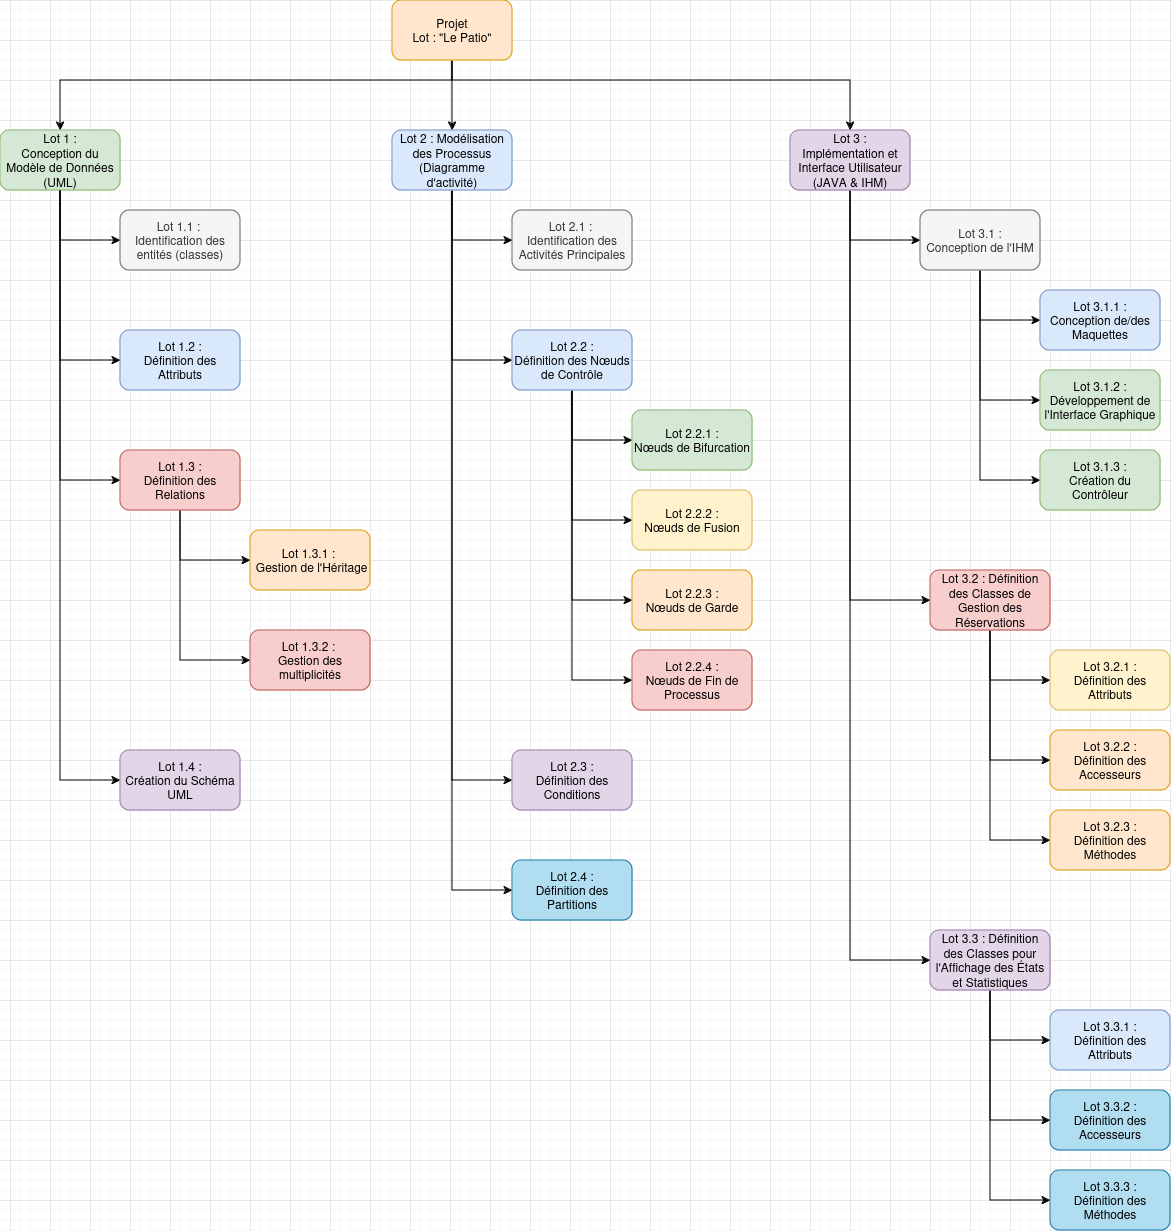 Projet
Lot : "Le Patio"
Lot 1 :
Conception du
Modèle de Données
(UML)
Lot 2 : Modélisation
des Processus
(Diagramme
d'activité)
Lot 3 :
Implémentation et
Interface Utilisateur
(JAVA & IHM)
Lot 1.1 :
Identification des
entités (classes)
Lot 1.2 :
Définition des
Attributs
Lot 1.3 :
Définition des
Relations
Lot 1.3.1 :
Gestion de l'Héritage
Lot 1.3.2 :
Gestion des
multiplicités
Lot 1.4 :
Création du Schéma
UML
Lot 2.1 :
Identification des
Activités Principales
Lot 2.2 :
Définition des Nœuds
de Contrôle
Lot 2.2.1 :
Nœuds de Bifurcation
Lot 2.2.2 :
Nœuds de Fusion
Lot 2.2.3 :
Nœuds de Garde
Lot 2.2.4 :
Nœuds de Fin de
Processus
Lot 2.3 :
Définition des
Conditions
Lot 2.4 :
Définition des
Partitions
Lot 3.1 :
Conception de l'IHM
Lot 3.1.1 :
Conception de/des
Maquettes
Lot 3.1.2 :
Développement de
l'Interface Graphique
Lot 3.1.3 :
Création du
Contrôleur
Lot 3.2 : Définition
des Classes de
Gestion des
Réservations
Lot 3.2.1 :
Définition des
Attributs
Lot 3.2.2 :
Définition des
Accesseurs
Lot 3.2.3 :
Définition des
Méthodes
Lot 3.3 : Définition
des Classes pour
l'Affichage des États
et Statistiques
Lot 3.3.1 :
Définition des
Attributs
Lot 3.3.2 :
Définition des
Accesseurs
Lot 3.3.3 :
Définition des
Méthodes